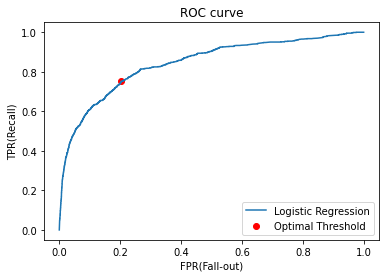 ROC curve
TPR(Recall)
1.0
0.8
0.6
0.4
0.2
0.0
Logistic Regression
Optimal Threshold
0.0 0.2 0.4 0.6 0.8 1.0
FPR(Fall-out)